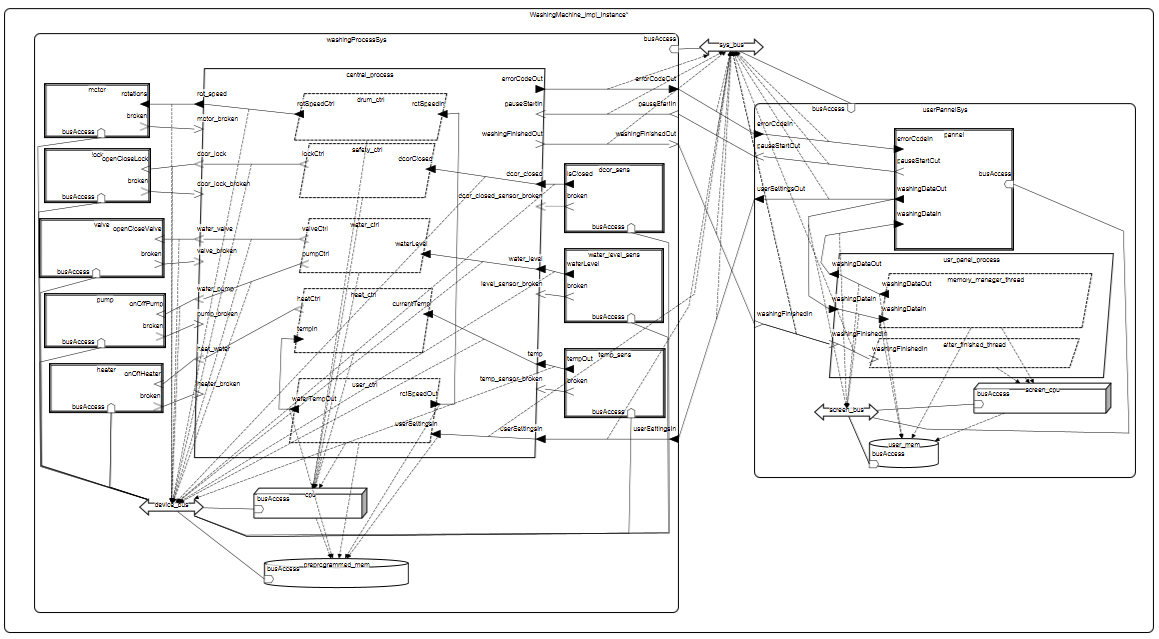 WashingMachine_Impl_Instance*
washingProcessSys
busAccess
sys_bus
central_process
motor
rotations
broken
busAccess
lock
openCloseLock
broken
busAccess
valve
openCloseValve
broken
busAccess
pump
onOffPump
broken
busAccess
heater
onOffHeater
broken
busAccess
rot_speed
motor_broken
door_lock
door_lock_broken
water_valve
valve_broken
water_pump
pump_broken
heat_water
heater_broken
drum_ctrl
rotSpeedCtrl
rotSpeedIn
safety_ctrl
lockCtrl
doorClosed
water_ctrl
valveCtrl
pumpCtrl
waterLevel
heat_ctrl
heatCtrl
currentTemp
tempIn
user_ctrl
waterTempOut
rotSpeedOut
userSettingsIn
errorCodeOut
pauseStartIn
washingFinishedOut
door_closed
door_closed_sensor_broken
water_level
level_sensor_broken
temp
temp_sensor_broken
userSettingsIn
door_sens
isClosed
broken
busAccess
water_level_sens
waterLevel
broken
busAccess
temp_sens
tempOut
broken
busAccess
errorCodeOut
pauseStartIn
washingFinishedOut
userSettingsIn
device_bus
cpu
busAccess
preprogrammed_mem
busAccess
busAccess
userPannelSys
errorCodeIn
pauseStartOut
userSettingsOut
washingFinishedIn
pannel
errorCodeIn
pauseStartOut
busAccess
washingDataOut
washingDataIn
usr_panel_process
washingDataOut
washingDataIn
washingFinishedIn
memory_manager_thread
washingDataOut
washingDataIn
washingFinishedIn
screen_cpu
busAccess
screen_bus
user_mem
busAccess